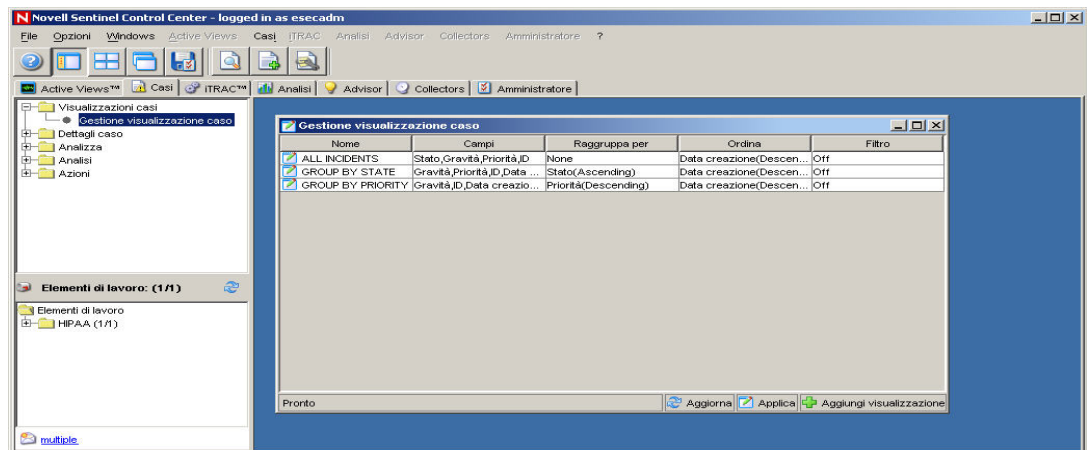 Novell Sentinel Control Center - logged in as esecadm
File Opzioni Windows Active Views Casi iTRAC Analisi Advisor Collectors Amministratore ?
Active Views™ Casi iTRAC™ Analisi Advisor Collectors Amministratore
Visualizzazioni casi
Gestione visualizzazione caso
Dettagli caso
Analizza
Analisi
Azioni
Elementi di lavoro: (1/1)
Elementi di lavoro
HIPAA (1/1)
multiple
Gestione visualizzazione caso
Nome Campi Raggruppa per Ordina Filtro
ALL INCIDENTS Stato,Gravità,Priorità,ID None Data creazione(Descen... Off
GROUP BY STATE Gravità,Priorità,ID,Data ... Stato(Ascending) Data creazione(Descen... Off
GROUP BY PRIORITY Gravità,ID,Data creazio... Priorità(Descending) Data creazione(Descen... Off
Pronto Aggiorna Applica Aggiungi visualizzazione